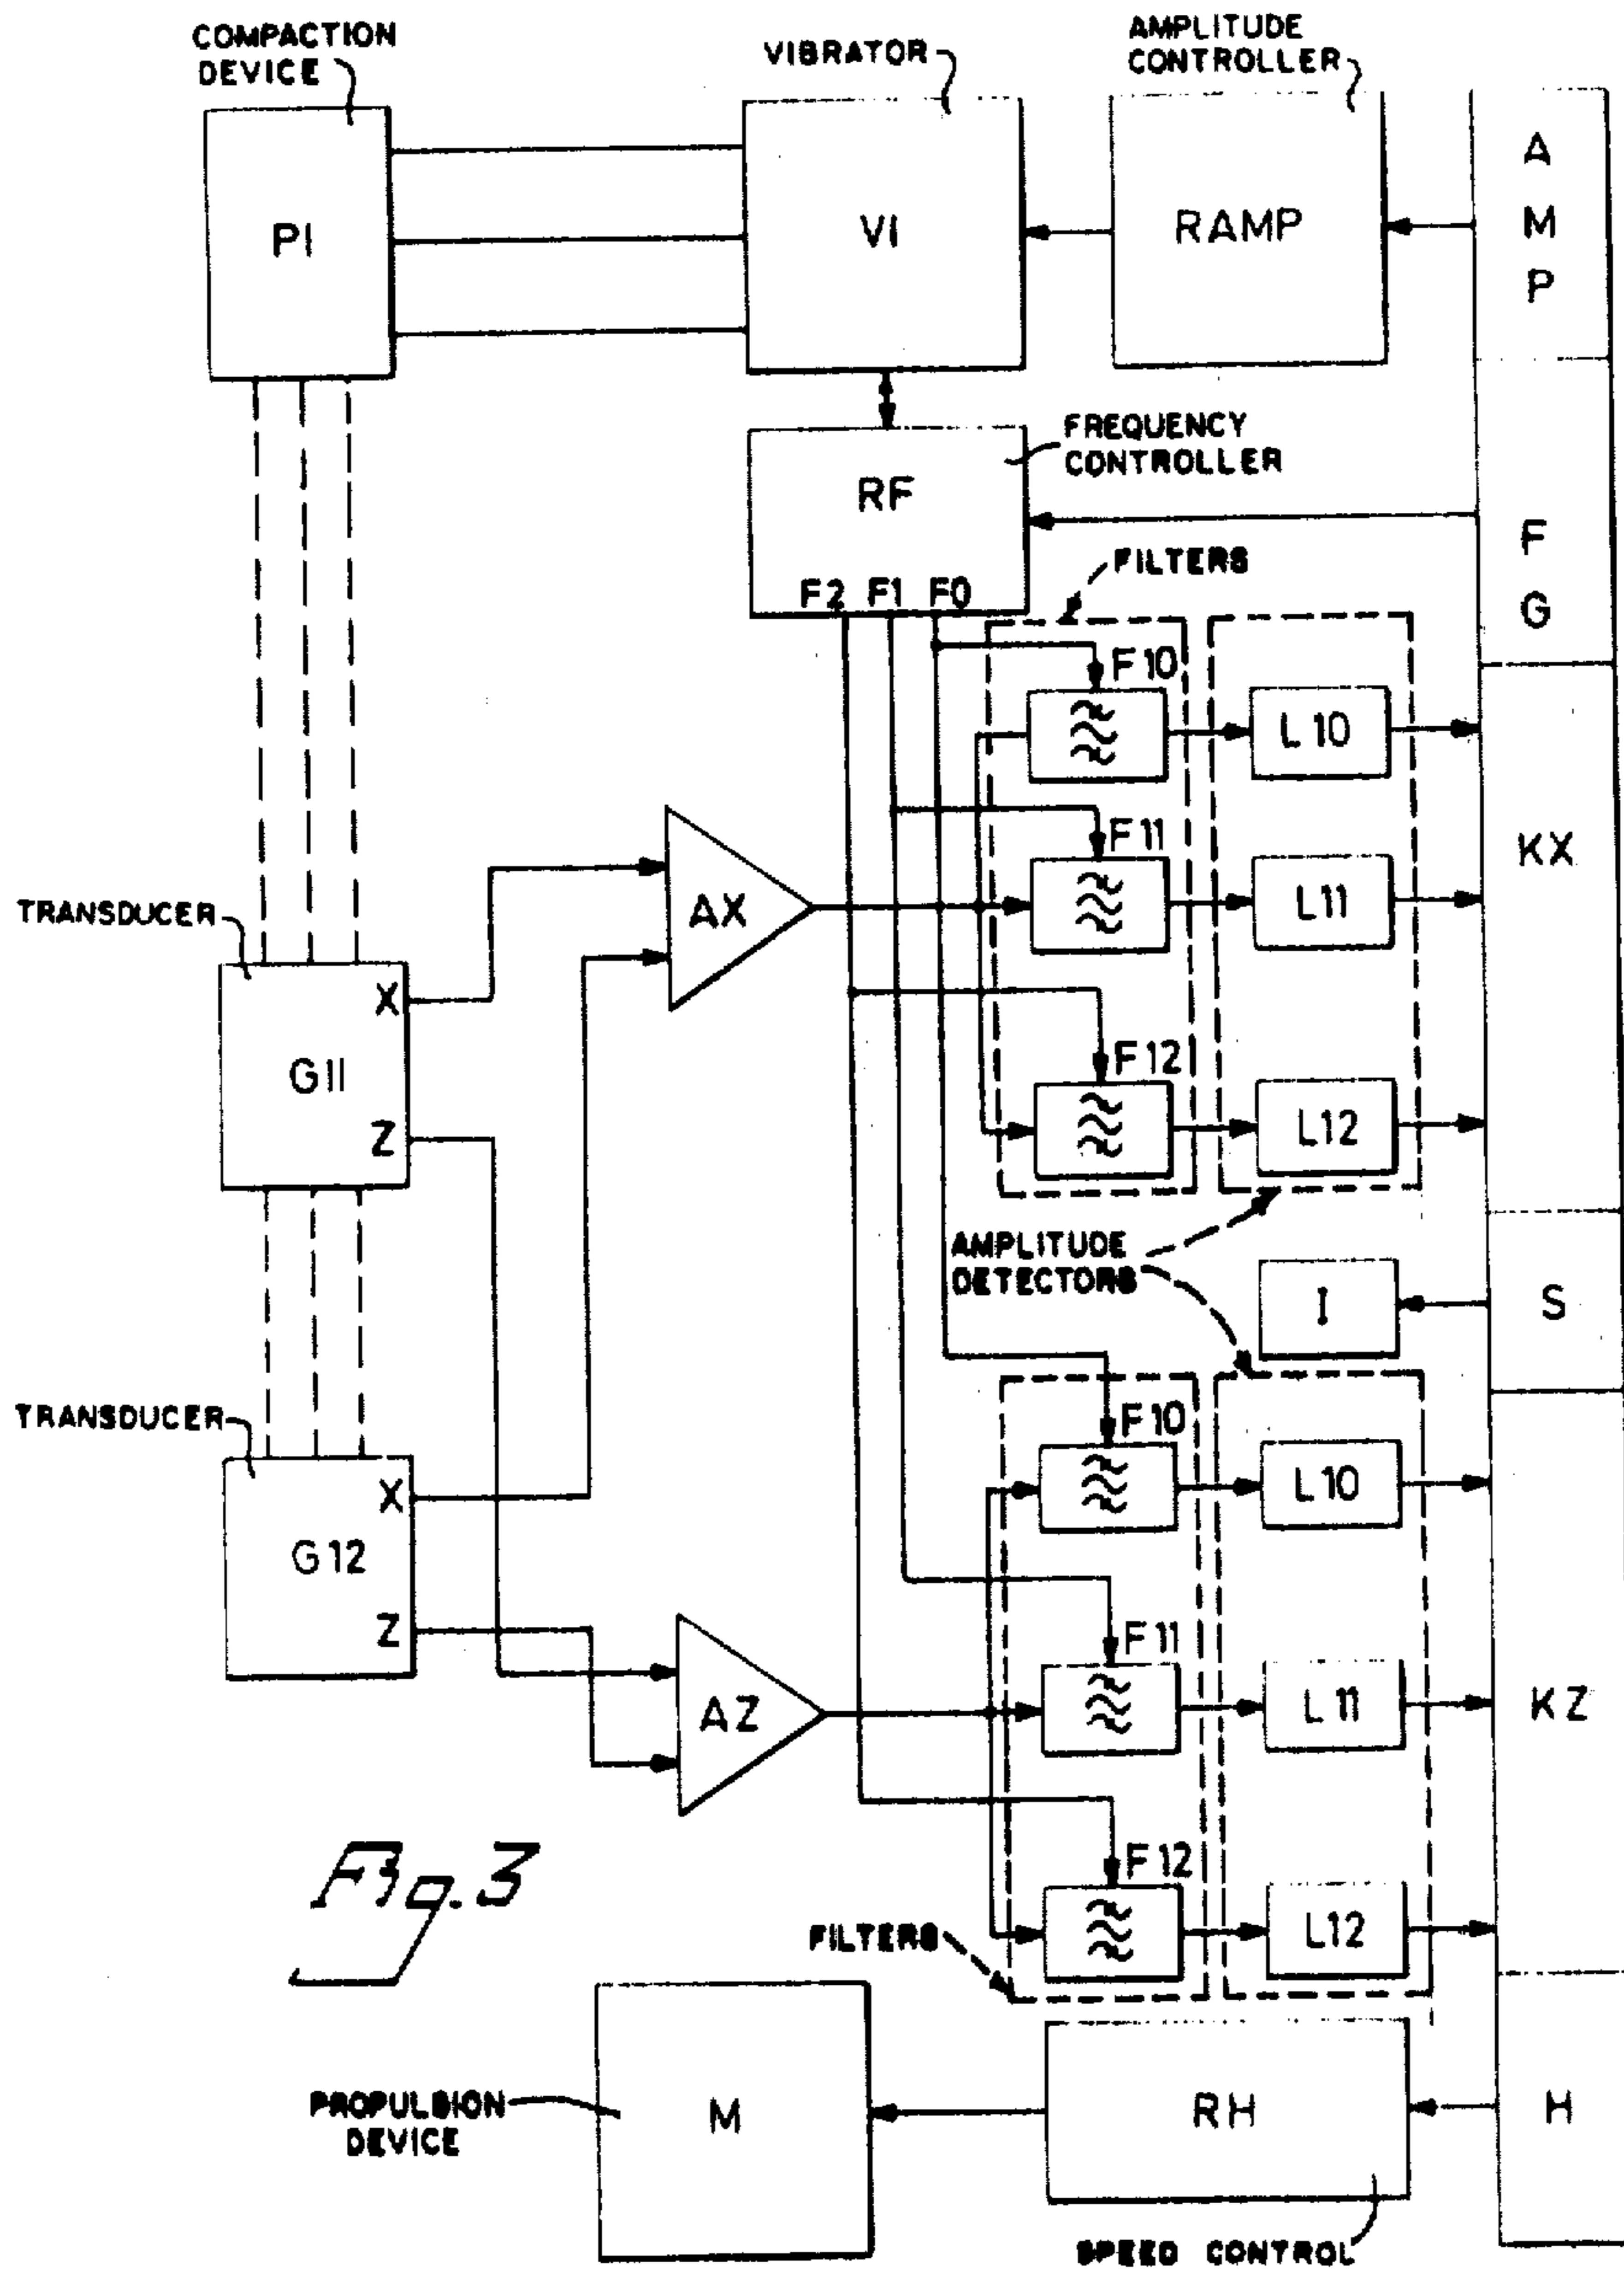 COMPACTION
DEVICE
VIBRATOR
AMPLITUDE
CONTROLLER
P1
V1
RAMP
A
M
P
FREQUENCY
CONTROLLER
RF
F2 F1 F0
F
G
FILTERS
F10
L10
F11
L11
KX
AX
TRANSDUCER
X
G11
Z
F12
L12
AMPLITUDE
DETECTORS
I
S
TRANSDUCER
X
G12
Z
F10
L10
F11
L11
KZ
AZ
F12
L12
FILTERS
Fig. 3
PROPULSION
DEVICE
M
RH
H
SPEED CONTROL